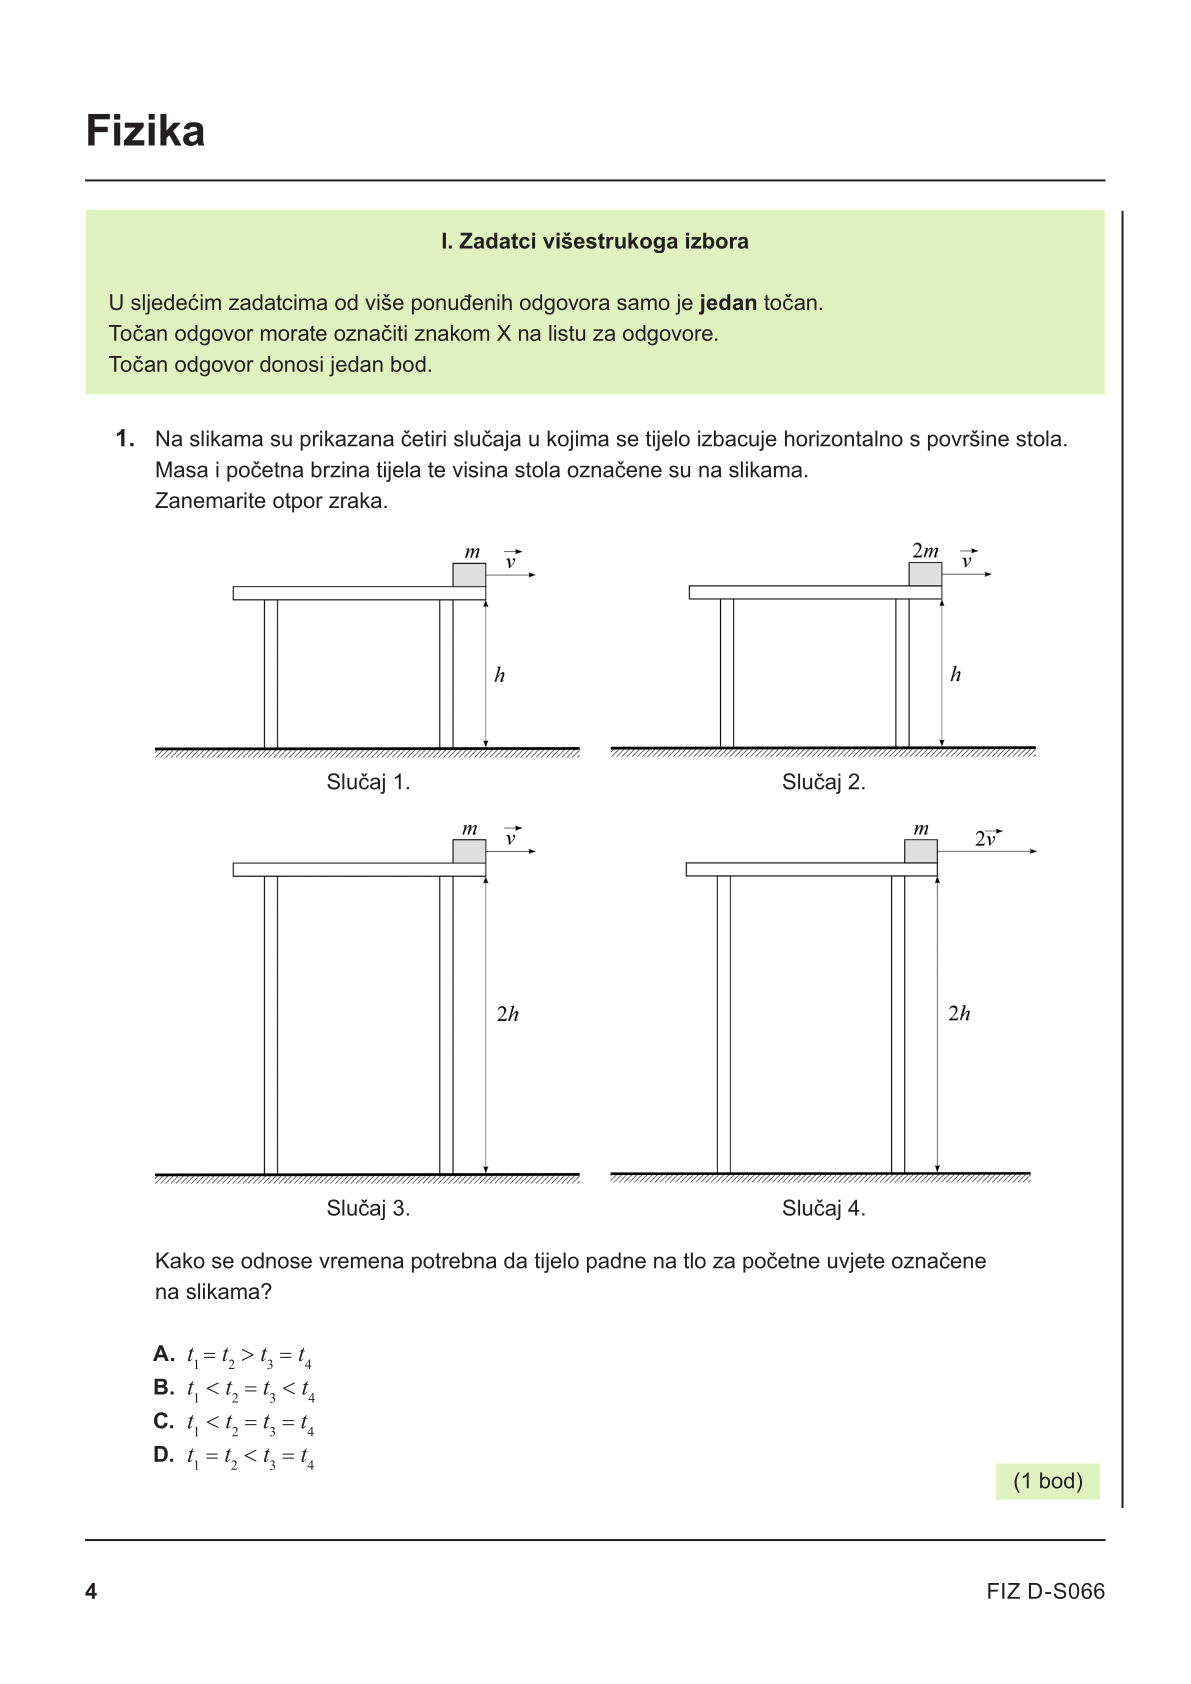 Fizika
I. Zadatci višestrukoga izbora
U sljedećim zadatcima od više ponuđenih odgovora samo je jedan točan.
Točan odgovor morate označiti znakom X na listu za odgovore.
Točan odgovor donosi jedan bod.
1. Na slikama su prikazana četiri slučaja u kojima se tijelo izbacuje horizontalno s površine stola.
Masa i početna brzina tijela te visina stola označene su na slikama.
Zanemarite otpor zraka.
m v⃗
2m v⃗
h
h
Slučaj 1.
Slučaj 2.
m v⃗
m 2v⃗
2h
2h
Slučaj 3.
Slučaj 4.
Kako se odnose vremena potrebna da tijelo padne na tlo za početne uvjete označene
na slikama?
A. t₁ = t₂ > t₃ = t₄
B. t₁ < t₂ = t₃ < t₄
C. t₁ < t₂ = t₃ = t₄
D. t₁ = t₂ < t₃ = t₄
(1 bod)
4
FIZ D-S066